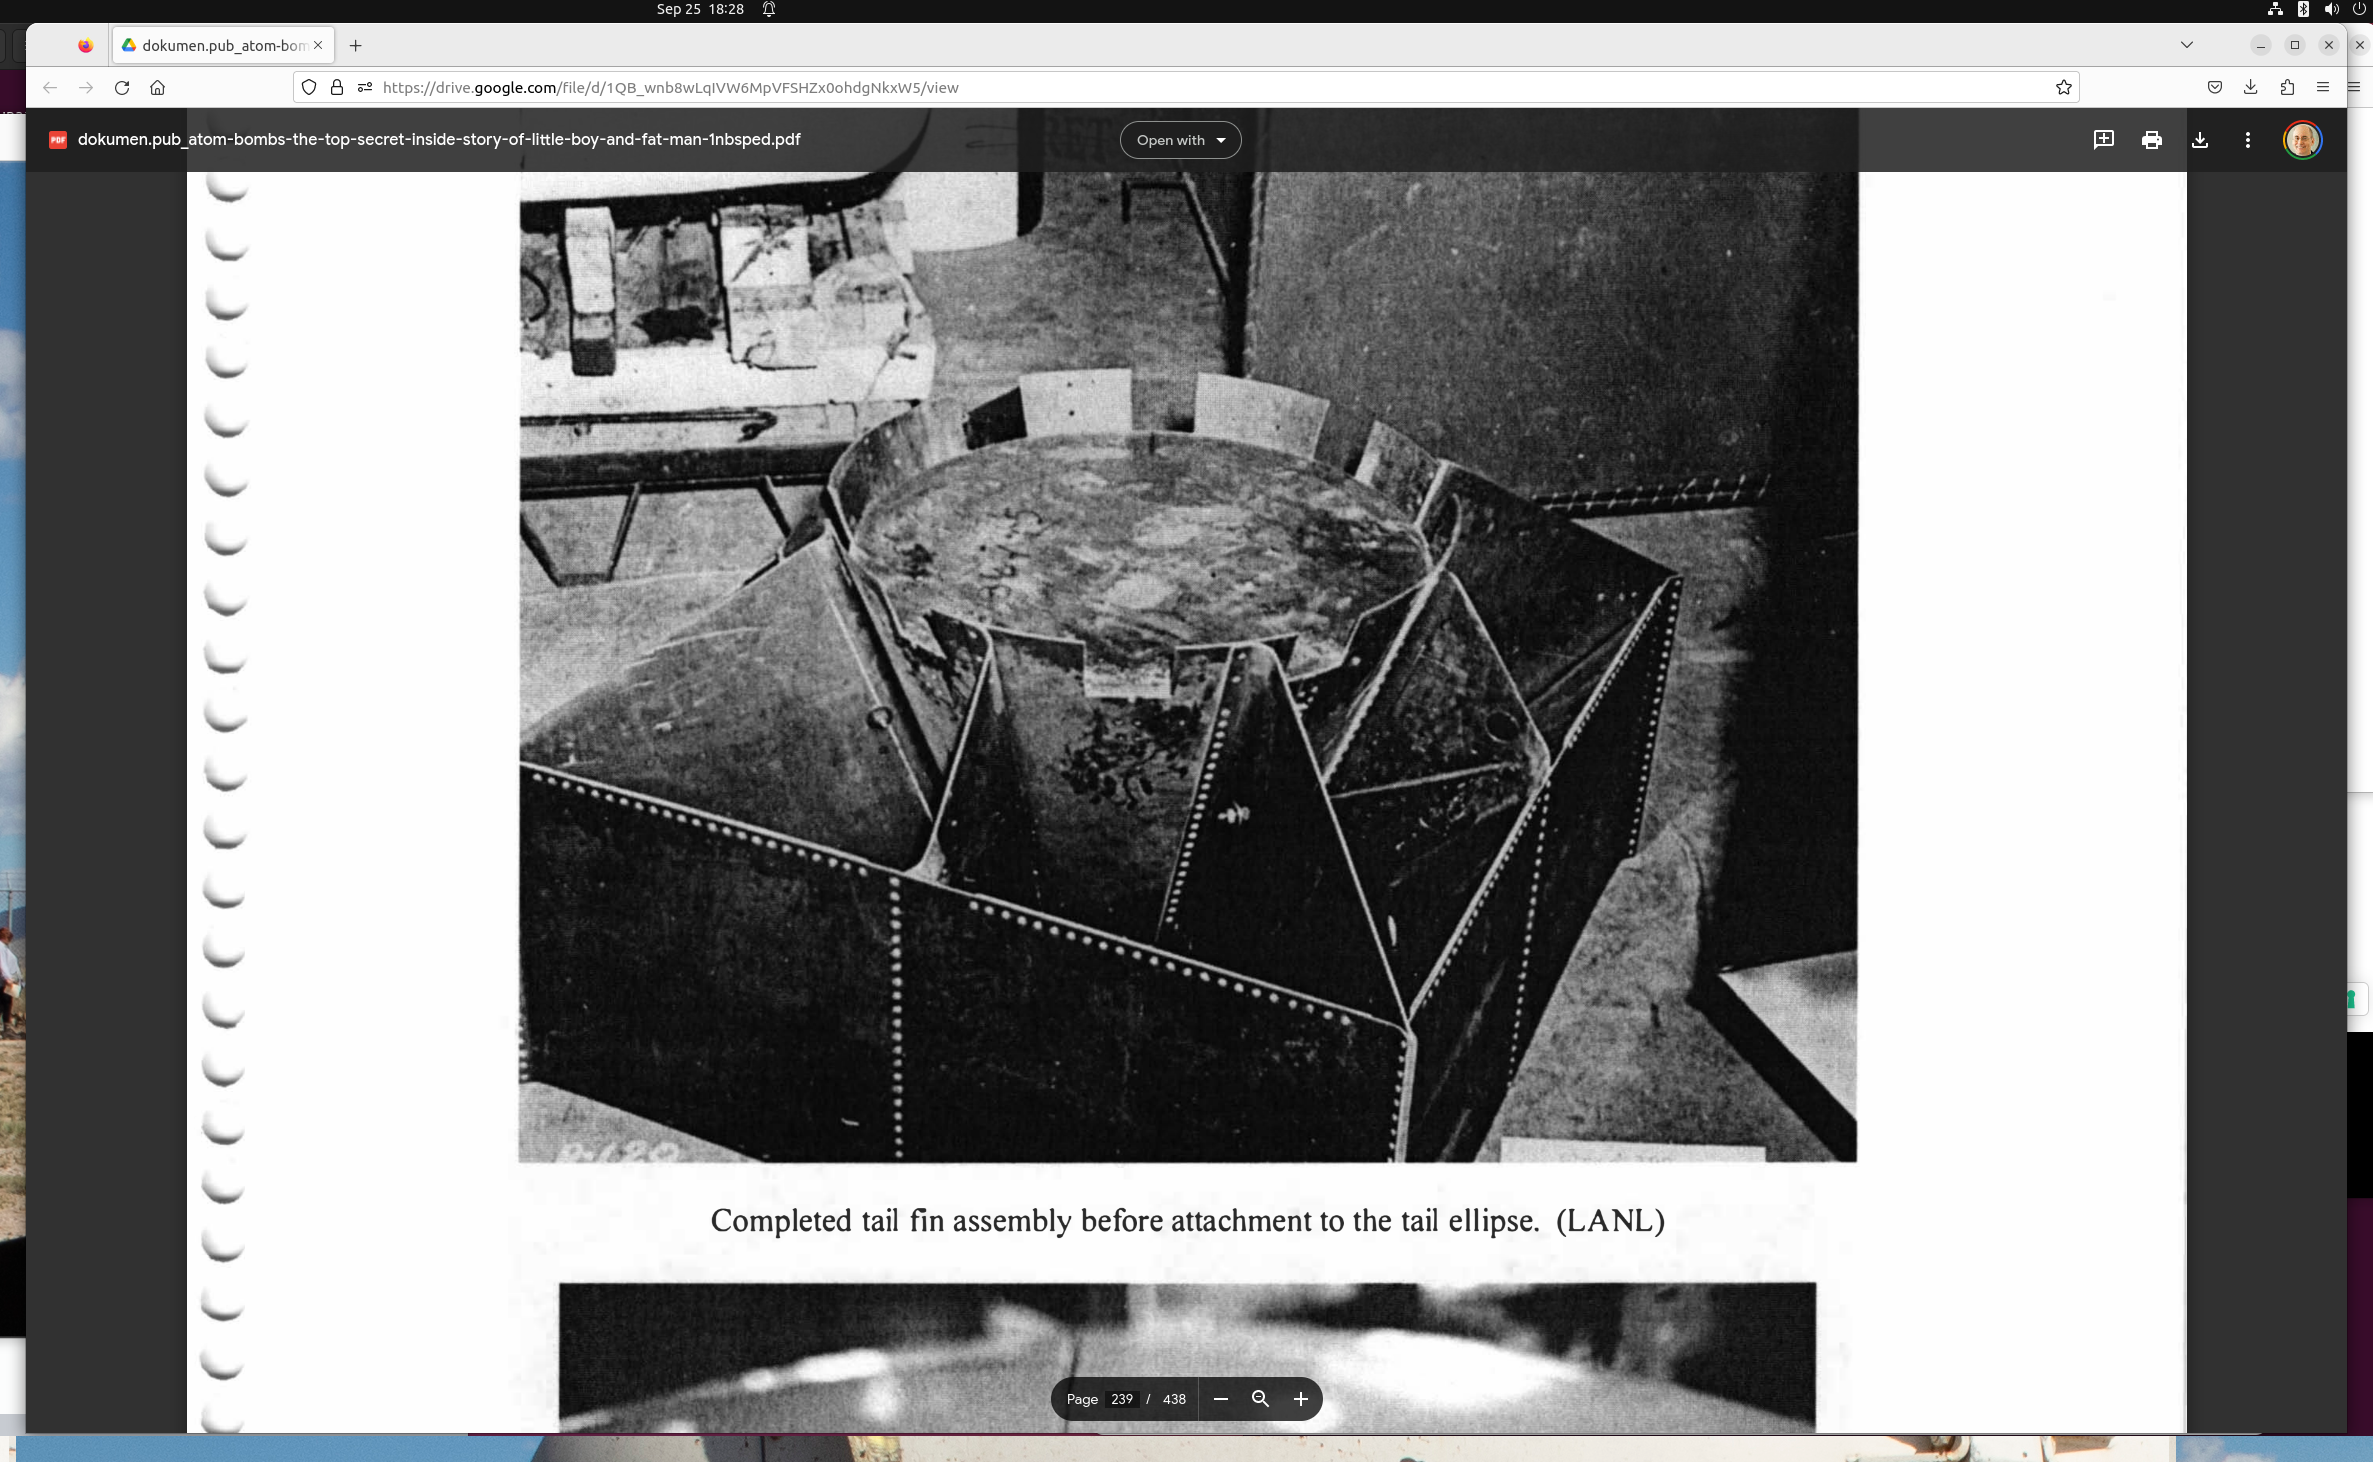 Sep 25 18:28
dokumen.pub_atom-bom
https://drive.google.com/file/d/1QB_wnb8wLqIVW6MpVFSHZx0ohdgNkxW5/view
PDF dokumen.pub_atom-bombs-the-top-secret-inside-story-of-little-boy-and-fat-man-1nbsped.pdf
Open with
Completed tail fin assembly before attachment to the tail ellipse. (LANL)
Page 239 / 438